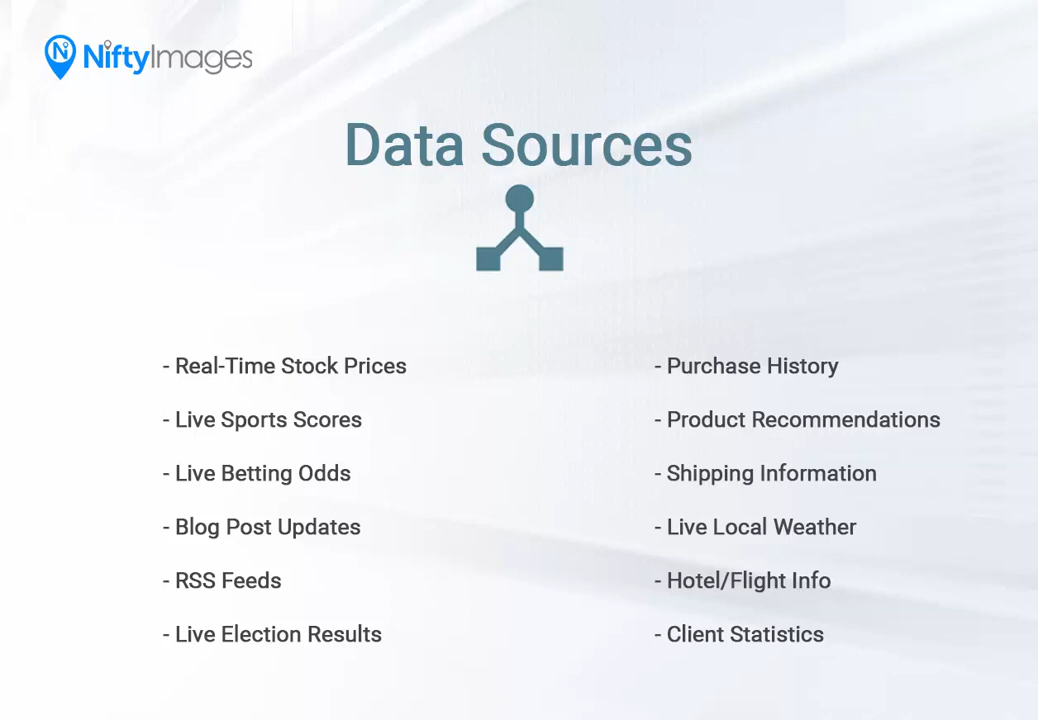 NiftyImages
Data Sources
- Real-Time Stock Prices
- Live Sports Scores
- Live Betting Odds
- Blog Post Updates
- RSS Feeds
- Live Election Results
- Purchase History
- Product Recommendations
- Shipping Information
- Live Local Weather
- Hotel/Flight Info
- Client Statistics